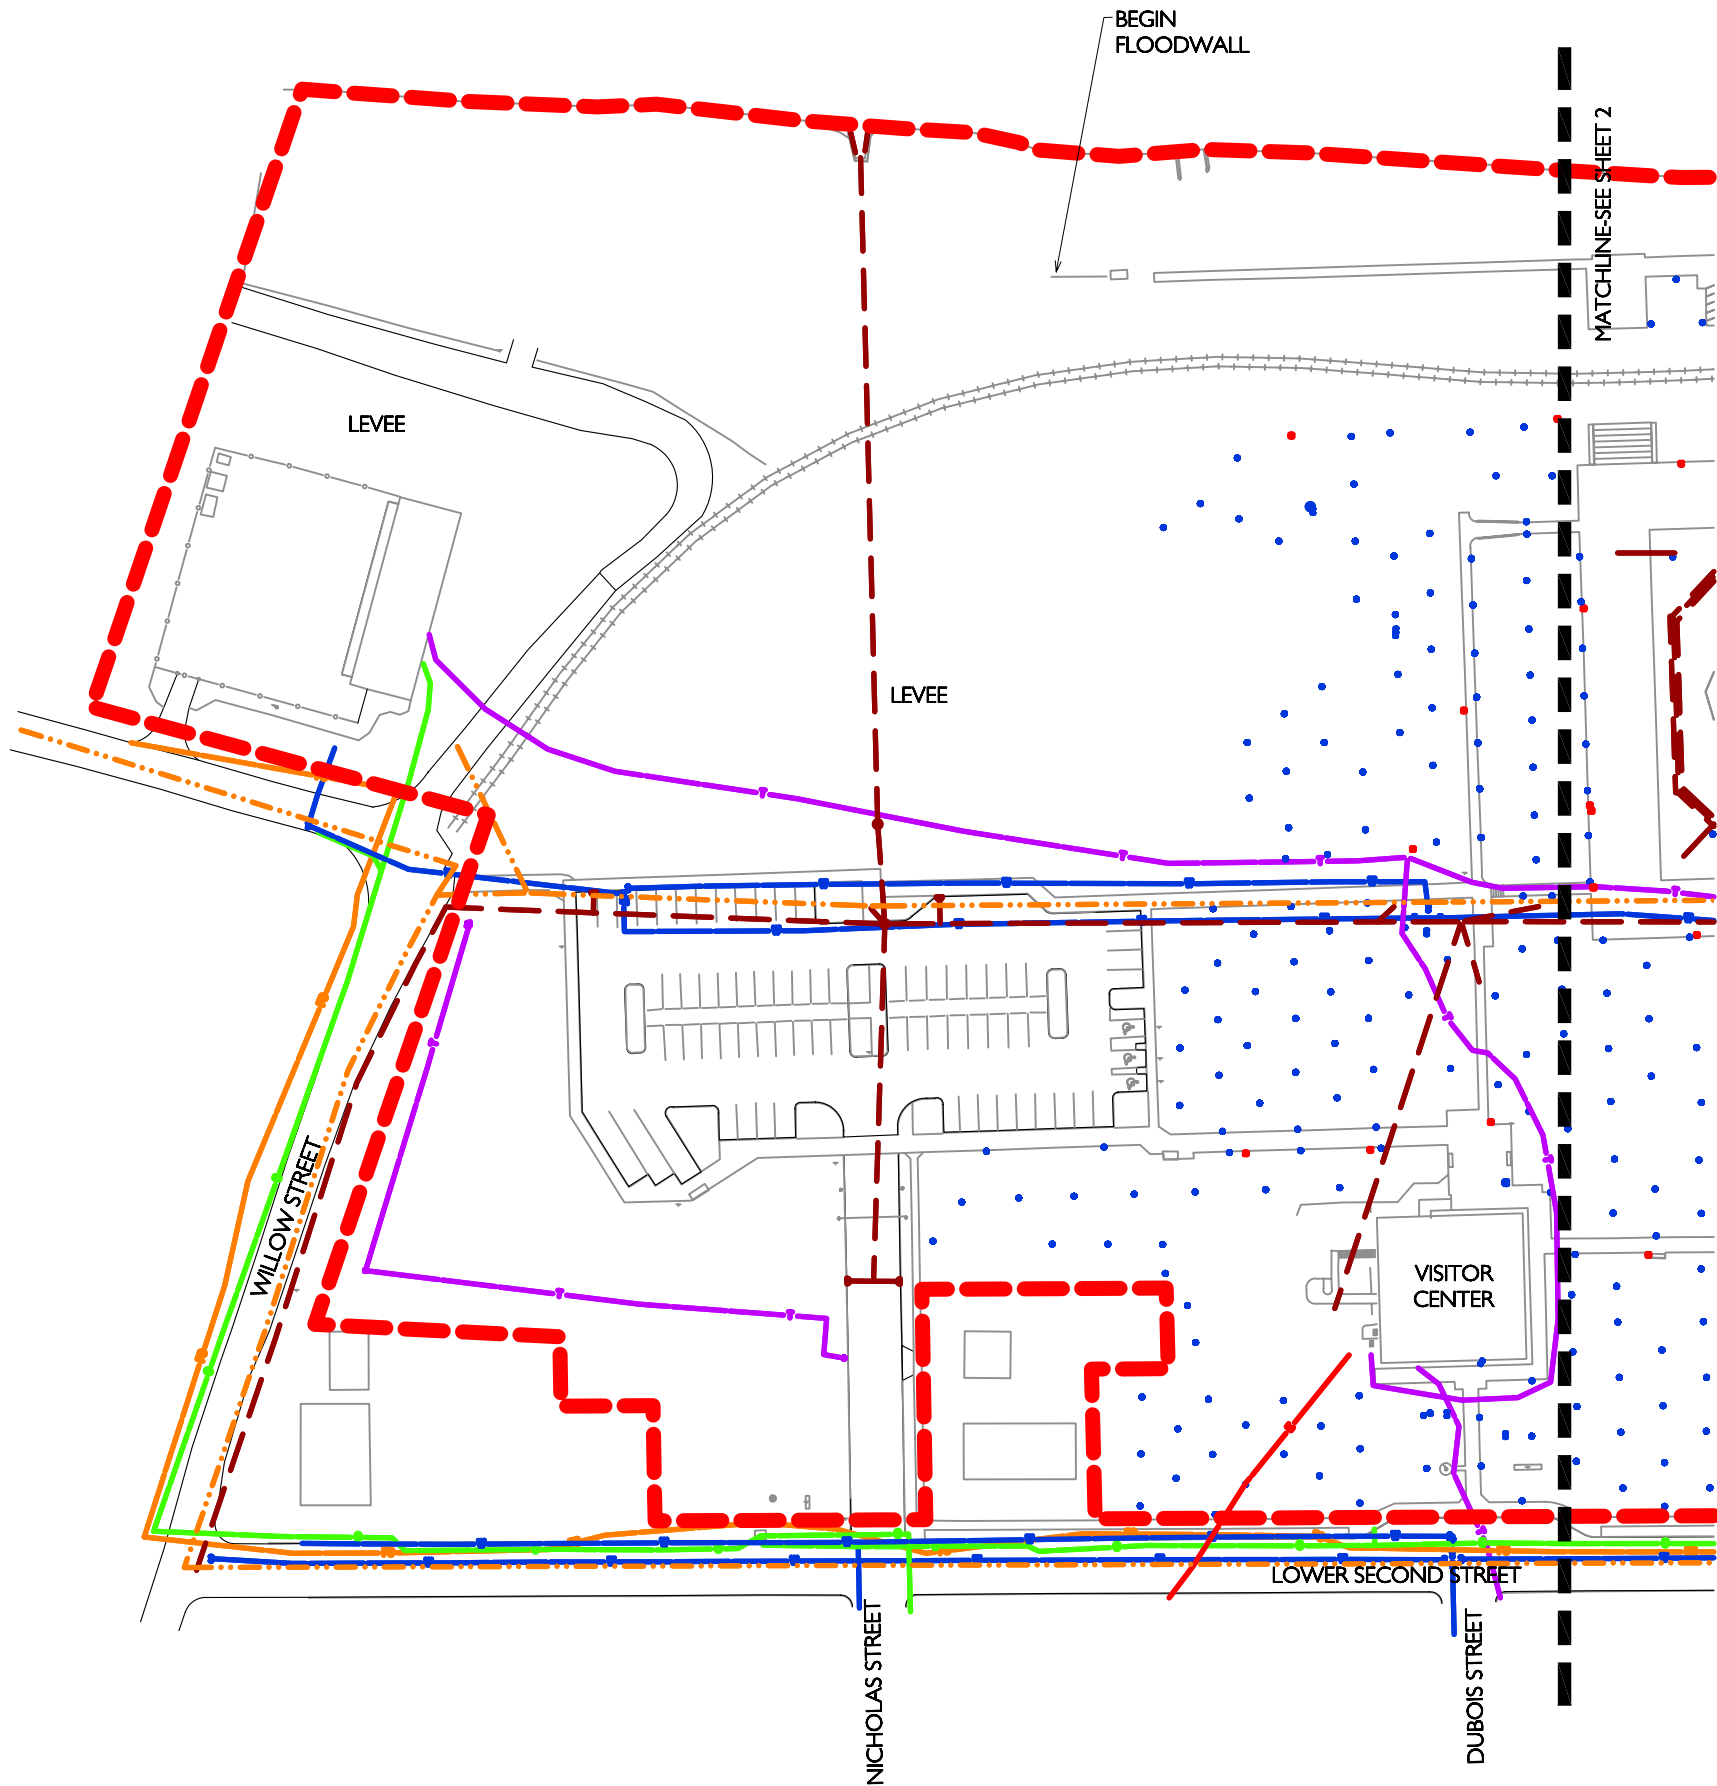 BEGIN
FLOODWALL
MATCHLINE-SEE SHEET 2
LEVEE
LEVEE
WILLOW STREET
VISITOR
CENTER
LOWER SECOND STREET
NICHOLAS STREET
DUBOIS STREET